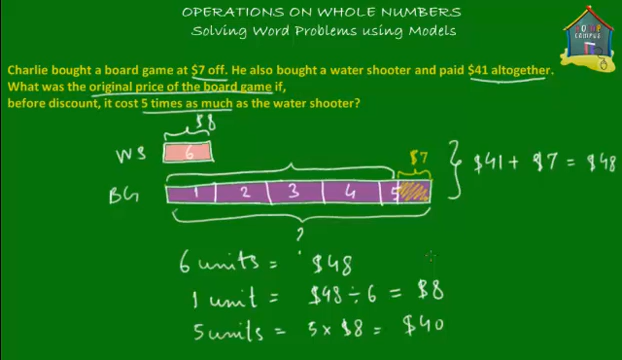 OPERATIONS ON WHOLE NUMBERS
Solving Word Problems using Models
HOME CAMPUS
Charlie bought a board game at $7 off. He also bought a water shooter and paid $41 altogether.
What was the original price of the board game if,
before discount, it cost 5 times as much as the water shooter?
$8
WS 6
$7
BG 1 2 3 4 5
$41 + $7 = $48
?
6 units = $48
1 unit = $48 ÷ 6 = $8
5 units = 5 x $8 = $40